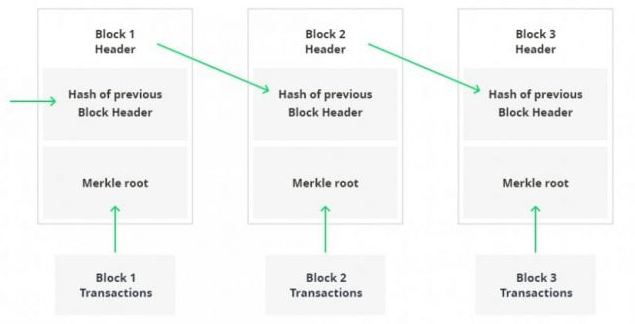 Block 1
Header
Block 2
Header
Block 3
Header
Hash of previous
Block Header
Hash of previous
Block Header
Hash of previous
Block Header
Merkle root
Merkle root
Merkle root
Block 1
Transactions
Block 2
Transactions
Block 3
Transactions